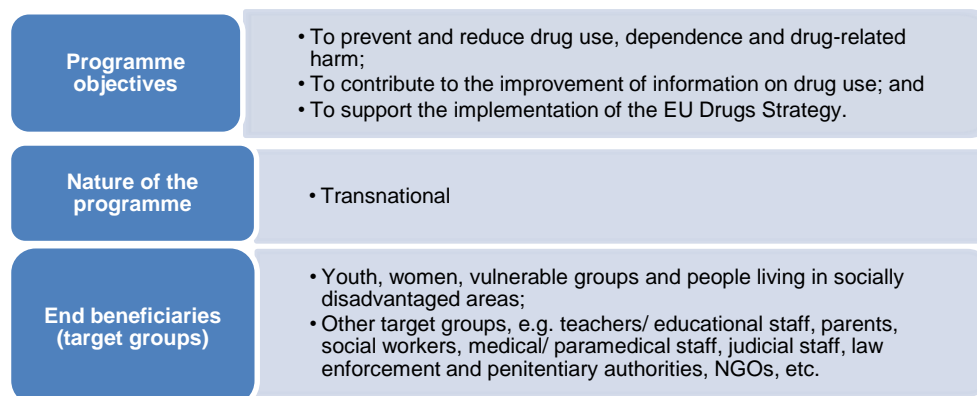 Programme
objectives
• To prevent and reduce drug use, dependence and drug-related
harm;
• To contribute to the improvement of information on drug use; and
• To support the implementation of the EU Drugs Strategy.
Nature of the
programme
• Transnational
End beneficiaries
(target groups)
• Youth, women, vulnerable groups and people living in socially
disadvantaged areas;
• Other target groups, e.g. teachers/ educational staff, parents,
social workers, medical/ paramedical staff, judicial staff, law
enforcement and penitentiary authorities, NGOs, etc.